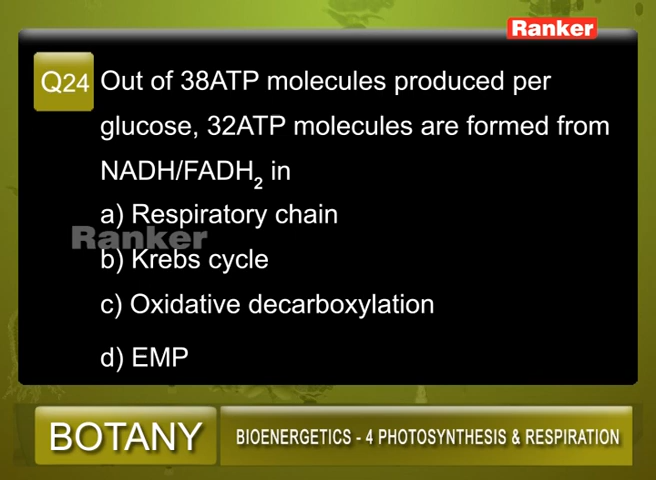 Ranker
Q24 Out of 38ATP molecules produced per
glucose, 32ATP molecules are formed from
NADH/FADH₂ in
a) Respiratory chain
Ranker
b) Krebs cycle
c) Oxidative decarboxylation
d) EMP
BOTANY BIOENERGETICS - 4 PHOTOSYNTHESIS & RESPIRATION